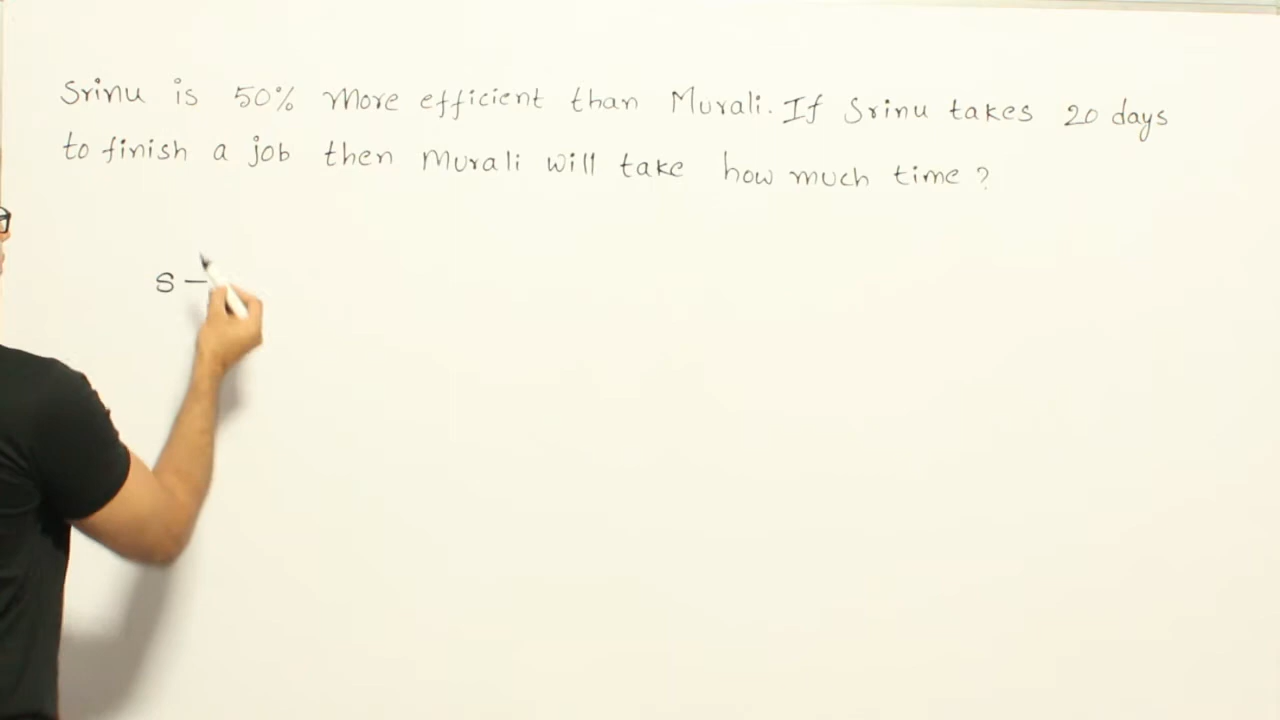 Srinu is 50% more efficient than Murali. If Srinu takes 20 days
to finish a job then Murali will take how much time ?
S —